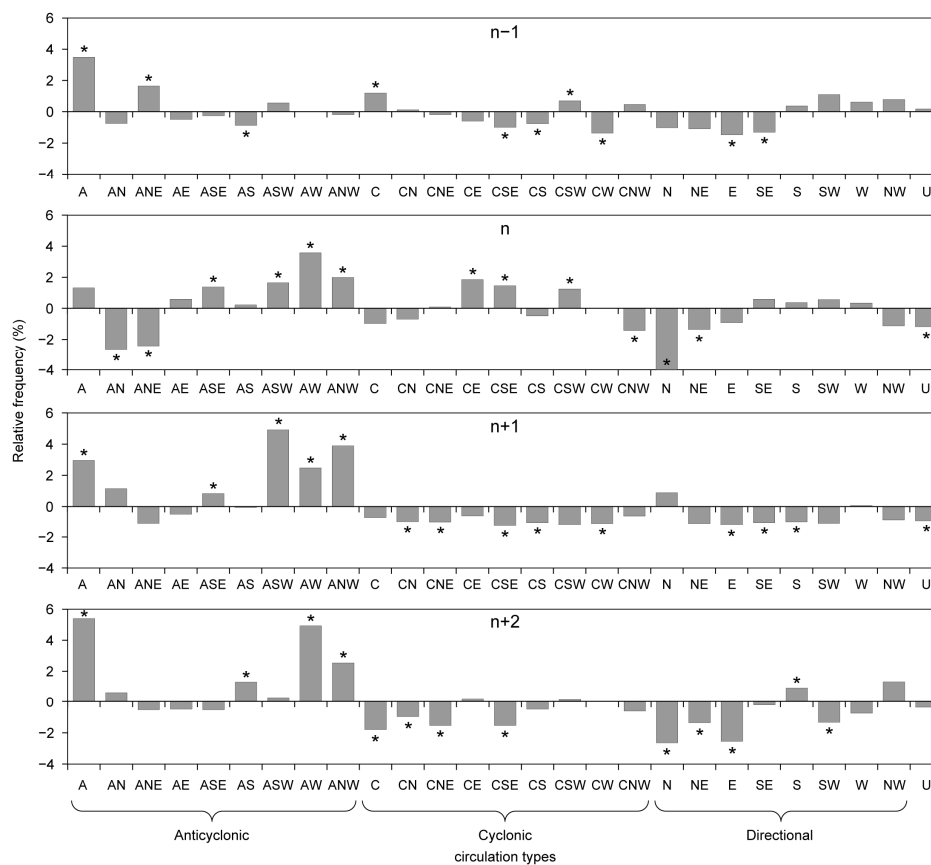 Relative frequency (%)
n−1
6
4
2
0
−2
−4
* * * * * * * * * *
A AN ANE AE ASE AS ASW AW ANW C CN CNE CE CSE CS CSW CW CNW N NE E SE S SW W NW U
n
6
4
2
0
−2
−4
* * * * * * * * * * * * * 
A AN ANE AE ASE AS ASW AW ANW C CN CNE CE CSE CS CSW CW CNW N NE E SE S SW W NW U
n+1
6
4
2
0
−2
−4
* * * * * * * * * * * * * *
A AN ANE AE ASE AS ASW AW ANW C CN CNE CE CSE CS CSW CW CNW N NE E SE S SW W NW U
n+2
6
4
2
0
−2
−4
* * * * * * * * * * * * *
A AN ANE AE ASE AS ASW AW ANW C CN CNE CE CSE CS CSW CW CNW N NE E SE S SW W NW U
Anticyclonic Cyclonic Directional
circulation types